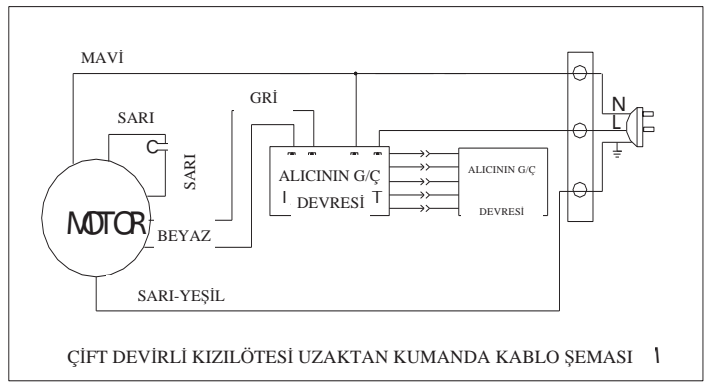 MAVİ
GRİ
SARI
C
SARI
N
L
ALICININ G/Ç
I DEVRESİ T
ALICININ G/Ç
DEVRESİ
MOTOR
BEYAZ
SARI-YEŞİL
ÇİFT DEVİRLİ KIZILÖTESİ UZAKTAN KUMANDA KABLO ŞEMASI 1